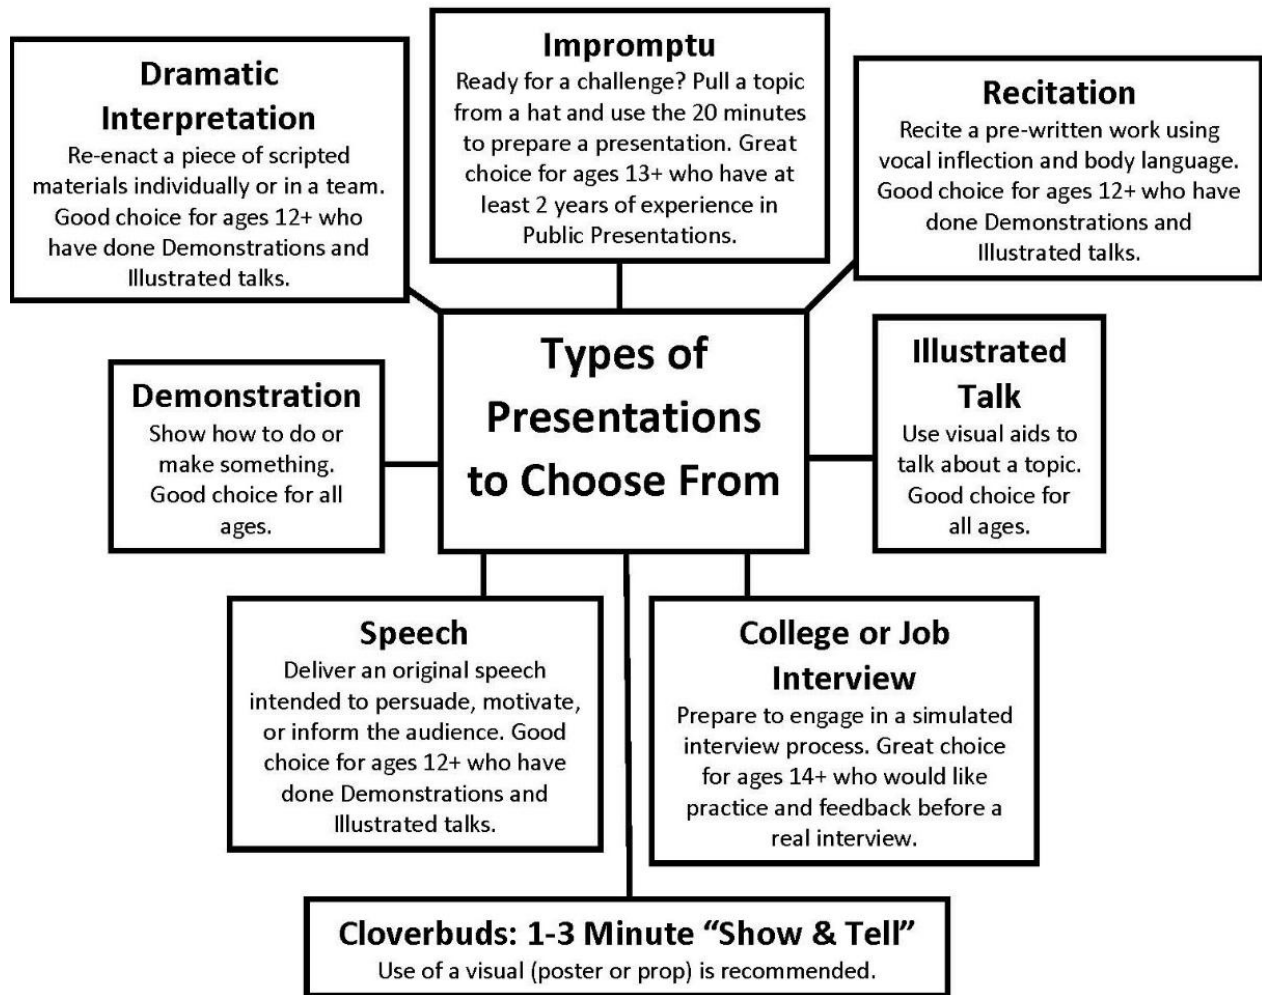 Dramatic
Interpretation
Re-enact a piece of scripted
materials individually or in a team.
Good choice for ages 12+ who
have done Demonstrations and
Illustrated talks.
Impromptu
Ready for a challenge? Pull a topic
from a hat and use the 20 minutes
to prepare a presentation. Great
choice for ages 13+ who have at
least 2 years of experience in
Public Presentations.
Recitation
Recite a pre-written work using
vocal inflection and body language.
Good choice for ages 12+ who have
done Demonstrations and
Illustrated talks.
Demonstration
Show how to do or
make something.
Good choice for all
ages.
Types of
Presentations
to Choose From
Illustrated
Talk
Use visual aids to
talk about a topic.
Good choice for
all ages.
Speech
Deliver an original speech
intended to persuade, motivate,
or inform the audience. Good
choice for ages 12+ who have
done Demonstrations and
Illustrated talks.
College or Job
Interview
Prepare to engage in a simulated
interview process. Great choice
for ages 14+ who would like
practice and feedback before a
real interview.
Cloverbuds: 1-3 Minute “Show & Tell”
Use of a visual (poster or prop) is recommended.